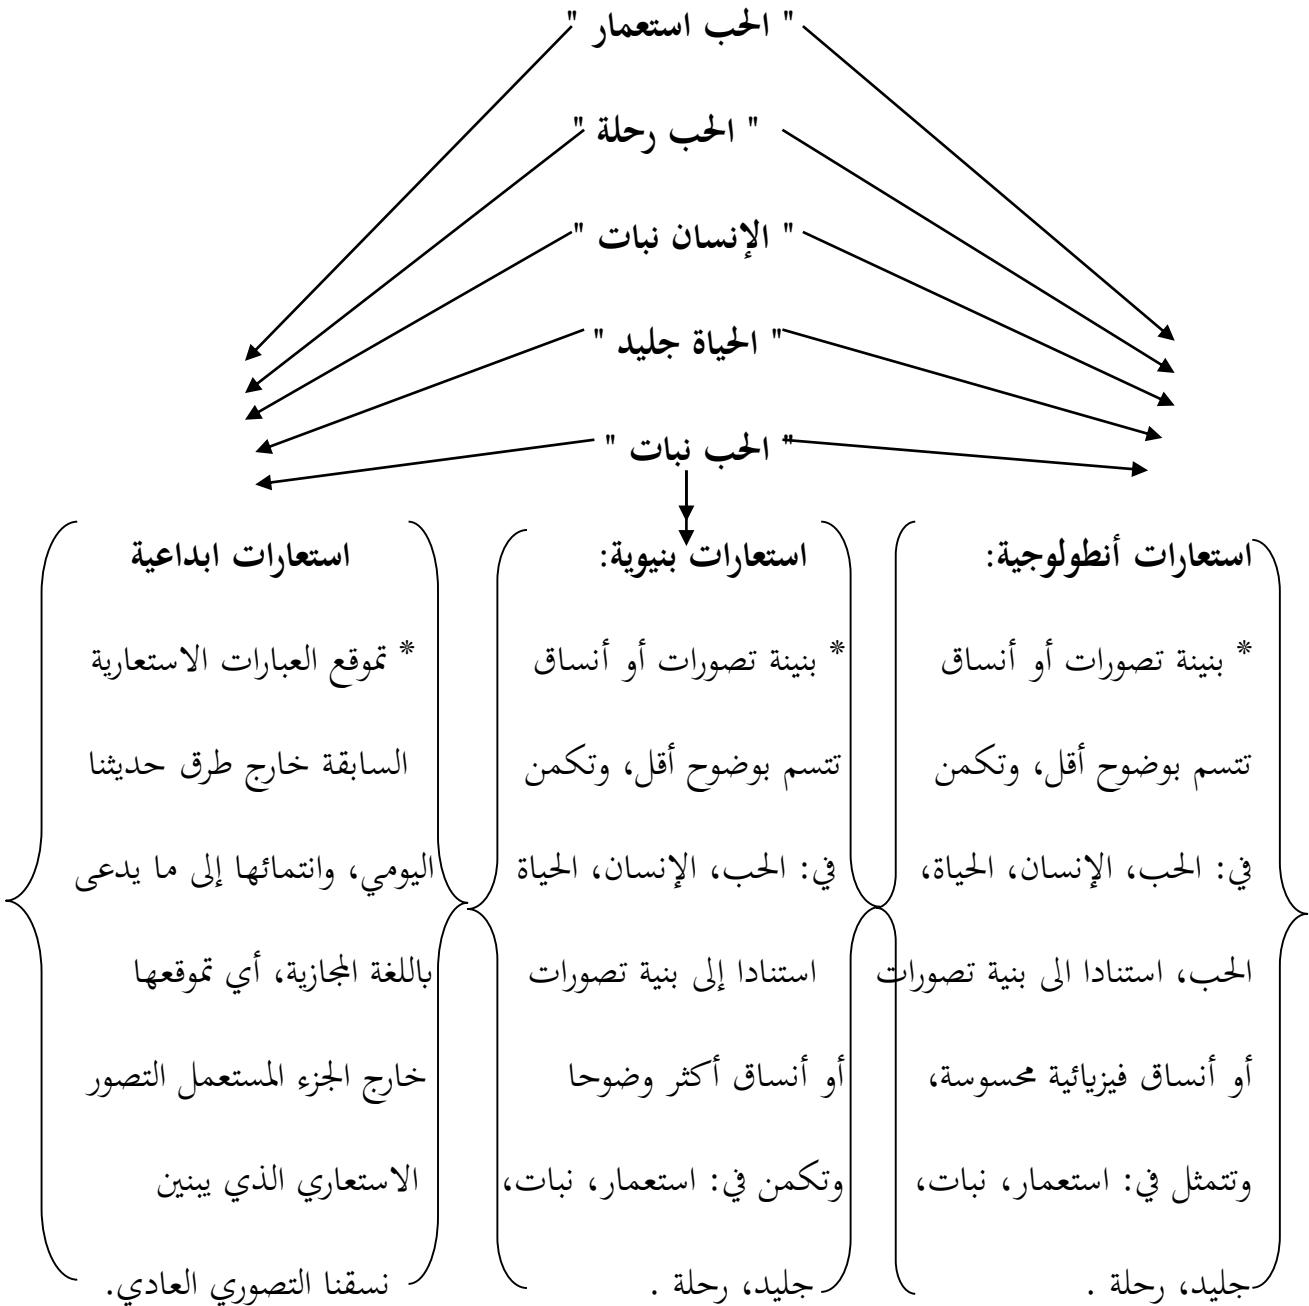 " الحب استعمار "
" الحب رحلة "
" الإنسان نبات "
" الحياة جليد "
" الحب نبات "
استعارات أنطولوجية:
* بنينة تصورات أو أنساق
تتسم بوضوح أقل، وتكمن
في: الحب، الإنسان، الحياة،
الحب، استنادا الى بنية تصورات
أو أنساق فيزيائية محسوسة،
وتتمثل في: استعمار، نبات،
جليد، رحلة .
استعارات بنيوية:
* بنينة تصورات أو أنساق
تتسم بوضوح أقل، وتكمن
في: الحب، الإنسان، الحياة
استنادا إلى بنية تصورات
أو أنساق أكثر وضوحا
وتكمن في: استعمار، نبات،
جليد، رحلة .
استعارات ابداعية
* تموقع العبارات الاستعارية
السابقة خارج طرق حديثنا
اليومي، وانتمائها إلى ما يدعى
باللغة المجازية، أي تموقعها
خارج الجزء المستعمل التصور
الاستعاري الذي يبنين
نسقنا التصوري العادي.